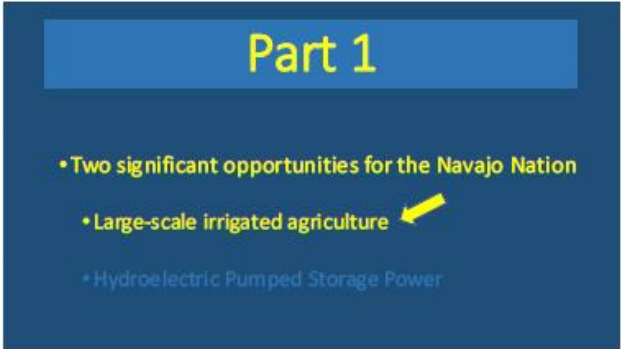 Part 1
• Two significant opportunities for the Navajo Nation
• Large-scale irrigated agriculture
• Hydroelectric Pumped Storage Power